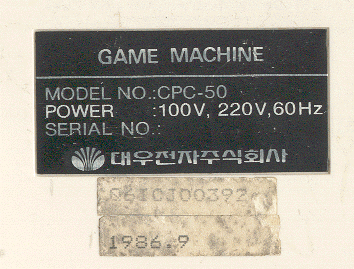 GAME MACHINE
MODEL NO.:CPC-50
POWER :100V, 220V,60Hz
SERIAL NO.:
대우전자주식회사
1986.9